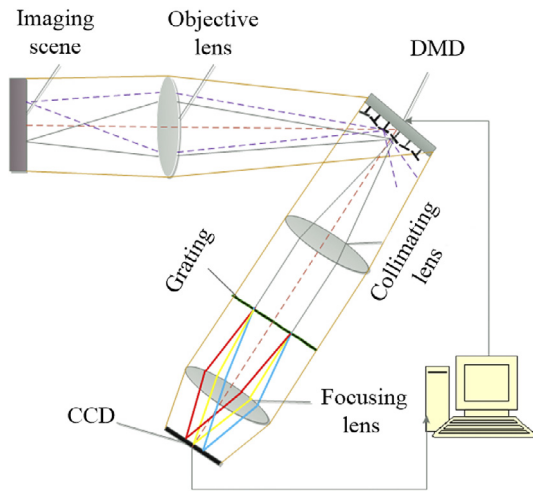 Imaging
scene
Objective
lens
DMD
Collimating
lens
Grating
Focusing
lens
CCD